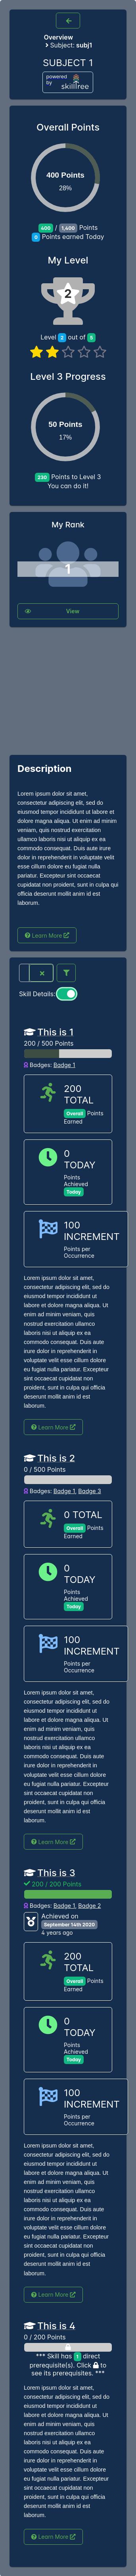 Overview
Subject: subj1
SUBJECT 1
powered
by
skilltree
Overall Points
400 Points
28%
400 / 1,400 Points
0 Points earned Today
My Level
2
Level 2 out of 5
Level 3 Progress
50 Points
17%
230 Points to Level 3
You can do it!
My Rank
1
View
Description
Lorem ipsum dolor sit amet,
consectetur adipiscing elit, sed do
eiusmod tempor incididunt ut labore et
dolore magna aliqua. Ut enim ad minim
veniam, quis nostrud exercitation
ullamco laboris nisi ut aliquip ex ea
commodo consequat. Duis aute irure
dolor in reprehenderit in voluptate velit
esse cillum dolore eu fugiat nulla
pariatur. Excepteur sint occaecat
cupidatat non proident, sunt in culpa qui
officia deserunt mollit anim id est
laborum.
Learn More
Skill Details:
This is 1
200 / 500 Points
Badges: Badge 1
200
TOTAL
Overall Points
Earned
0
TODAY
Points
Achieved
Today
100
INCREMENT
Points per
Occurrence
Lorem ipsum dolor sit amet,
consectetur adipiscing elit, sed do
eiusmod tempor incididunt ut
labore et dolore magna aliqua. Ut
enim ad minim veniam, quis
nostrud exercitation ullamco
laboris nisi ut aliquip ex ea
commodo consequat. Duis aute
irure dolor in reprehenderit in
voluptate velit esse cillum dolore
eu fugiat nulla pariatur. Excepteur
sint occaecat cupidatat non
proident, sunt in culpa qui officia
deserunt mollit anim id est
laborum.
Learn More
This is 2
0 / 500 Points
Badges: Badge 1, Badge 3
0 TOTAL
Overall Points
Earned
0
TODAY
Points
Achieved
Today
100
INCREMENT
Points per
Occurrence
Lorem ipsum dolor sit amet,
consectetur adipiscing elit, sed do
eiusmod tempor incididunt ut
labore et dolore magna aliqua. Ut
enim ad minim veniam, quis
nostrud exercitation ullamco
laboris nisi ut aliquip ex ea
commodo consequat. Duis aute
irure dolor in reprehenderit in
voluptate velit esse cillum dolore
eu fugiat nulla pariatur. Excepteur
sint occaecat cupidatat non
proident, sunt in culpa qui officia
deserunt mollit anim id est
laborum.
Learn More
This is 3
200 / 200 Points
Badges: Badge 1, Badge 2
Achieved on
September 14th 2020
4 years ago
200
TOTAL
Overall Points
Earned
0
TODAY
Points
Achieved
Today
100
INCREMENT
Points per
Occurrence
Lorem ipsum dolor sit amet,
consectetur adipiscing elit, sed do
eiusmod tempor incididunt ut
labore et dolore magna aliqua. Ut
enim ad minim veniam, quis
nostrud exercitation ullamco
laboris nisi ut aliquip ex ea
commodo consequat. Duis aute
irure dolor in reprehenderit in
voluptate velit esse cillum dolore
eu fugiat nulla pariatur. Excepteur
sint occaecat cupidatat non
proident, sunt in culpa qui officia
deserunt mollit anim id est
laborum.
Learn More
This is 4
0 / 200 Points
*** Skill has 1 direct
prerequisite(s). Click to
see its prerequisites. ***
Lorem ipsum dolor sit amet,
consectetur adipiscing elit, sed do
eiusmod tempor incididunt ut
labore et dolore magna aliqua. Ut
enim ad minim veniam, quis
nostrud exercitation ullamco
laboris nisi ut aliquip ex ea
commodo consequat. Duis aute
irure dolor in reprehenderit in
voluptate velit esse cillum dolore
eu fugiat nulla pariatur. Excepteur
sint occaecat cupidatat non
proident, sunt in culpa qui officia
deserunt mollit anim id est
laborum.
Learn More